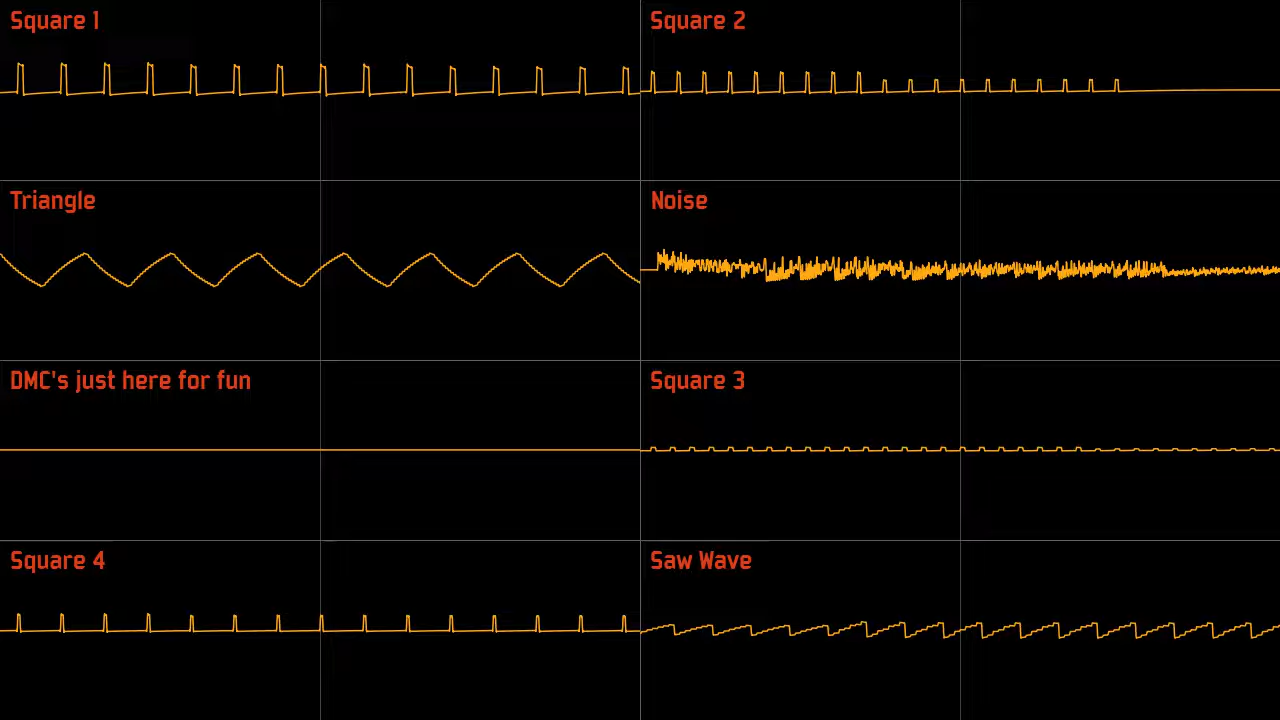 Square 1
Square 2
Triangle
Noise
DMC's just here for fun
Square 3
Square 4
Saw Wave